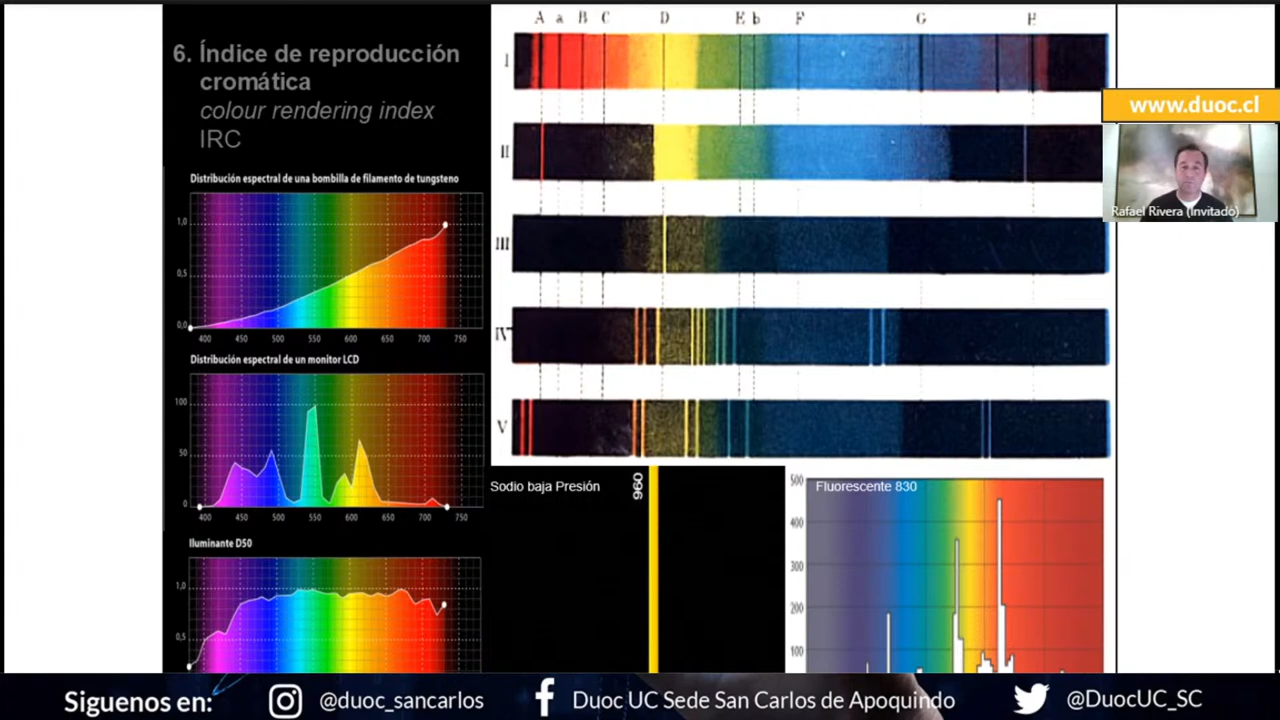 6. Índice de reproducción
cromática
colour rendering index
IRC
Distribución espectral de una bombilla de filamento de tungsteno
1,0
0,5
0,0
400 450 500 550 600 650 700 750
Distribución espectral de un monitor LCD
100
50
0
400 450 500 550 600 650 700 750
Iluminante D50
1,0
0,5
A a B C D E b F G H
I
II
III
IV
V
Sodio baja Presión
960
Fluorescente 830
500
400
300
200
100
www.duoc.cl
Rafael Rivera (Invitado)
Siguenos en: @duoc_sancarlos Duoc UC Sede San Carlos de Apoquindo @DuocUC_SC